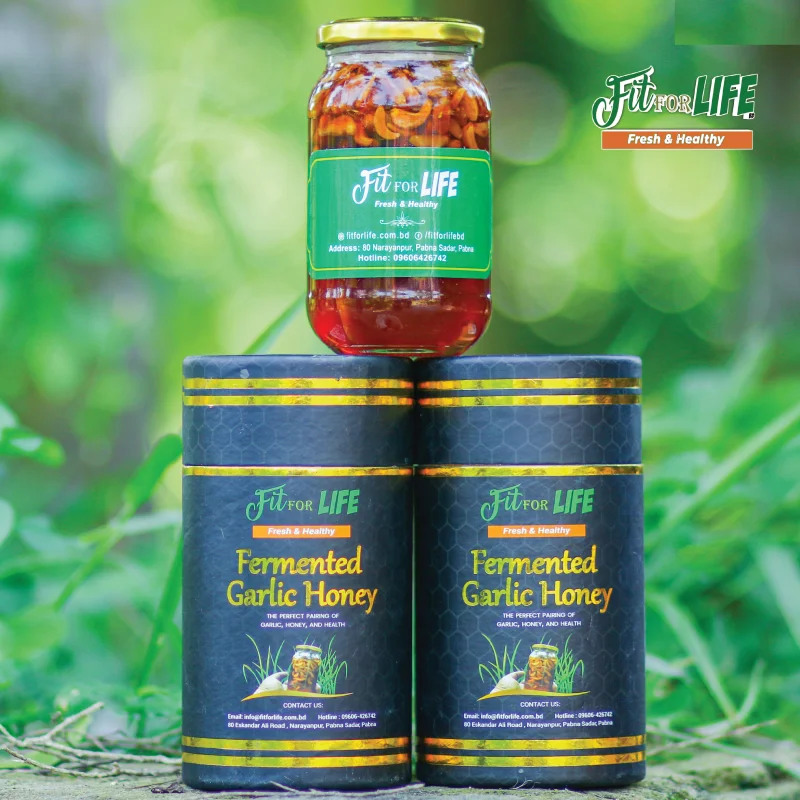 Fit FOR LIFE
Fresh & Healthy
fitforlife.com.bd /fitforlifebd
Address: 80 Narayanpur, Pabna Sadar, Pabna
Hotline: 09606426742
Fit FOR LIFE BD
Fresh & Healthy
Fit FOR LIFE
Fresh & Healthy
Fermented
Garlic Honey
THE PERFECT PAIRING OF
GARLIC, HONEY, AND HEALTH
CONTACT US:
Email: info@fitforlife.com.bd Hotline : 09606-426742
80 Eskandar Ali Road , Narayanpur, Pabna Sadar, Pabna
Fit FOR LIFE
Fresh & Healthy
Fermented
Garlic Honey
THE PERFECT PAIRING OF
GARLIC, HONEY, AND HEALTH
CONTACT US:
Email: info@fitforlife.com.bd Hotline : 09606-426742
80 Eskandar Ali Road , Narayanpur, Pabna Sadar, Pabna